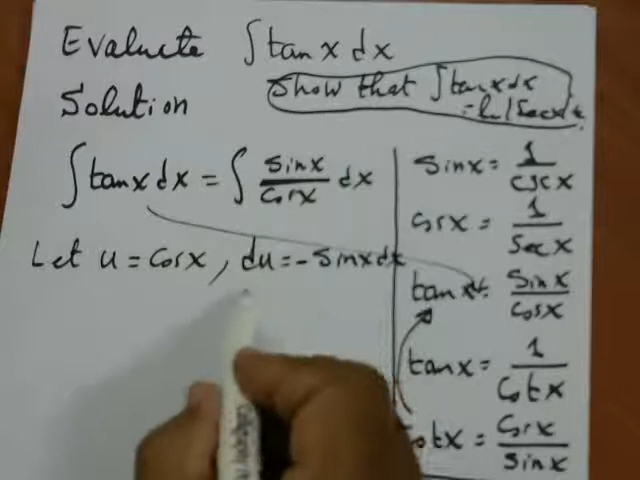 Evaluate ∫tan x dx
Show that ∫tan x dx
= ln|Sec x|+
Solution
∫tan x dx = ∫ sin x / cos x dx
Let u = cos x, du = - sin x dx
sin x = 1 / csc x
cos x = 1 / sec x
tan x = sin x / cos x
tan x = 1 / cot x
cot x = cos x / sin x